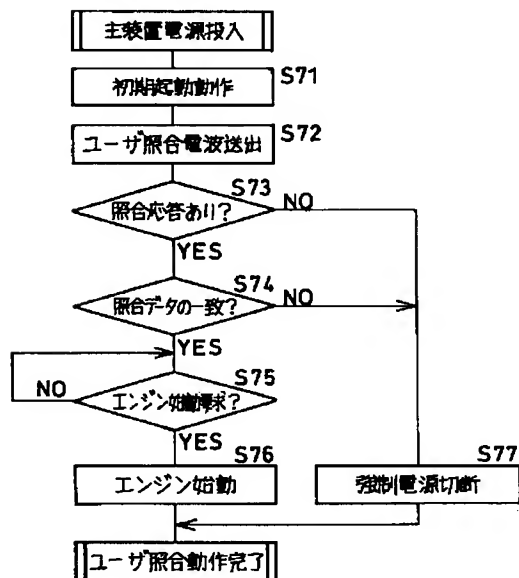 主装置電源投入
S71
初期起動動作
S72
ユーザ照合電波送出
S73
照合応答あり?
NO
YES
S74
照合データの一致?
NO
YES
S75
エンジン始動要求?
NO
YES
S76
エンジン始動
S77
強制電源切断
ユーザ照合動作完了